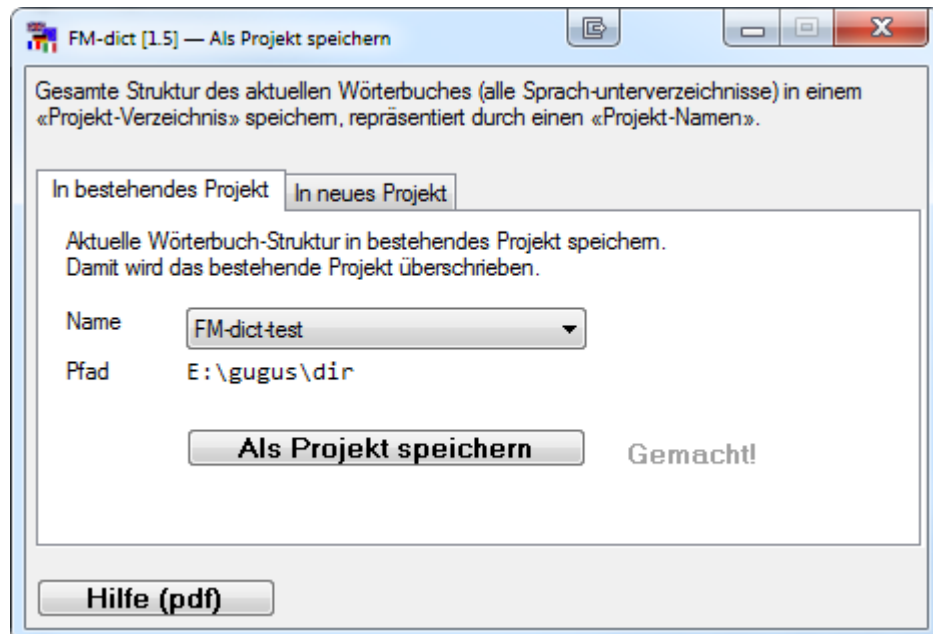 FM-dict [1.5] — Als Projekt speichern
Gesamte Struktur des aktuellen Wörterbuches (alle Sprach-unterverzeichnisse) in einem
«Projekt-Verzeichnis» speichern, repräsentiert durch einen «Projekt-Namen».
In bestehendes Projekt In neues Projekt
Aktuelle Wörterbuch-Struktur in bestehendes Projekt speichern.
Damit wird das bestehende Projekt überschrieben.
Name FM-dict-test
Pfad E:\gugus\dir
Als Projekt speichern Gemacht!
Hilfe (pdf)